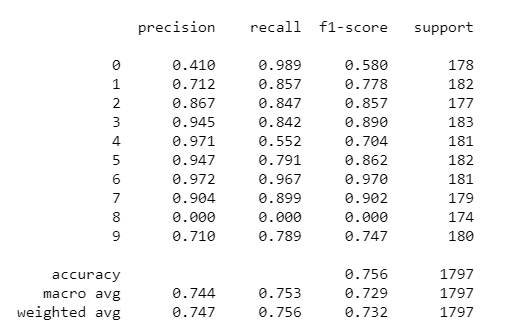 precision recall f1-score support
0 0.410 0.989 0.580 178
1 0.712 0.857 0.778 182
2 0.867 0.847 0.857 177
3 0.945 0.842 0.890 183
4 0.971 0.552 0.704 181
5 0.947 0.791 0.862 182
6 0.972 0.967 0.970 181
7 0.904 0.899 0.902 179
8 0.000 0.000 0.000 174
9 0.710 0.789 0.747 180
accuracy 0.756 1797
macro avg 0.744 0.753 0.729 1797
weighted avg 0.747 0.756 0.732 1797